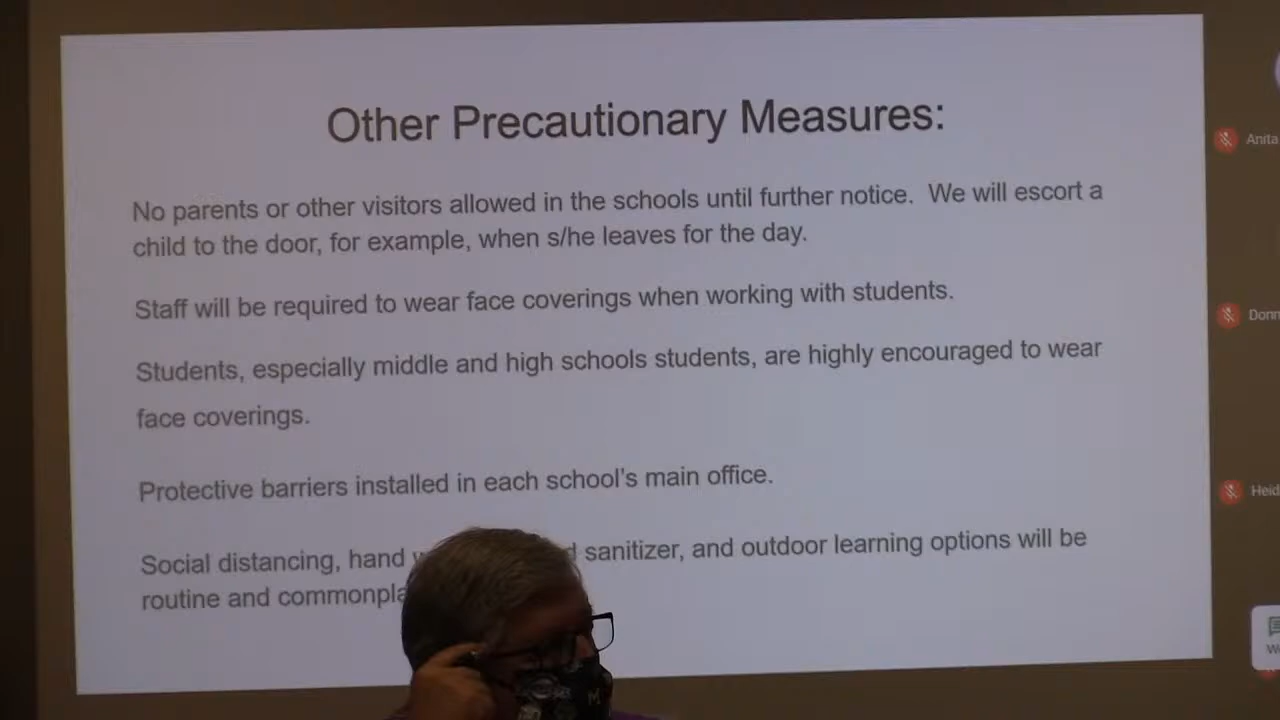 Other Precautionary Measures:
No parents or other visitors allowed in the schools until further notice. We will escort a
child to the door, for example, when s/he leaves for the day.
Staff will be required to wear face coverings when working with students.
Students, especially middle and high schools students, are highly encouraged to wear
face coverings.
Protective barriers installed in each school's main office.
Social distancing, hand sanitizer, and outdoor learning options will be
routine and
Anita
M